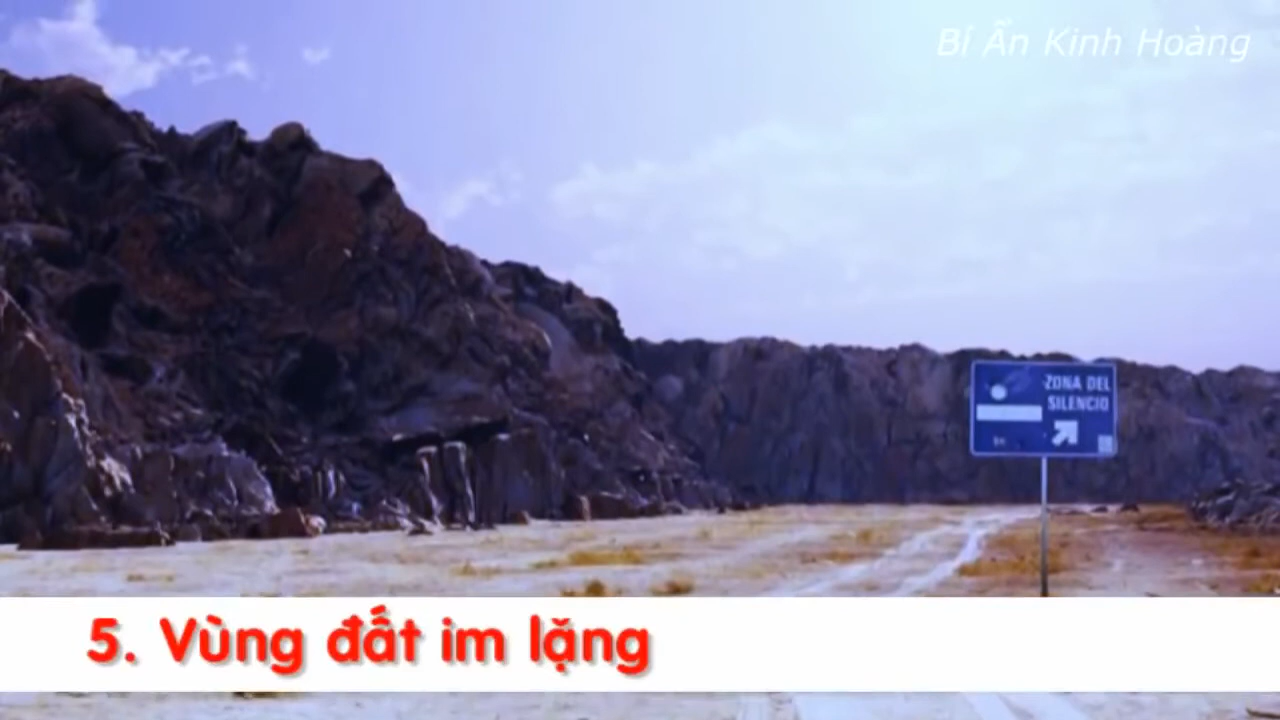 Bí Ẩn Kinh Hoàng
ZONA DEL
SILENCIO
5. Vùng đất im lặng